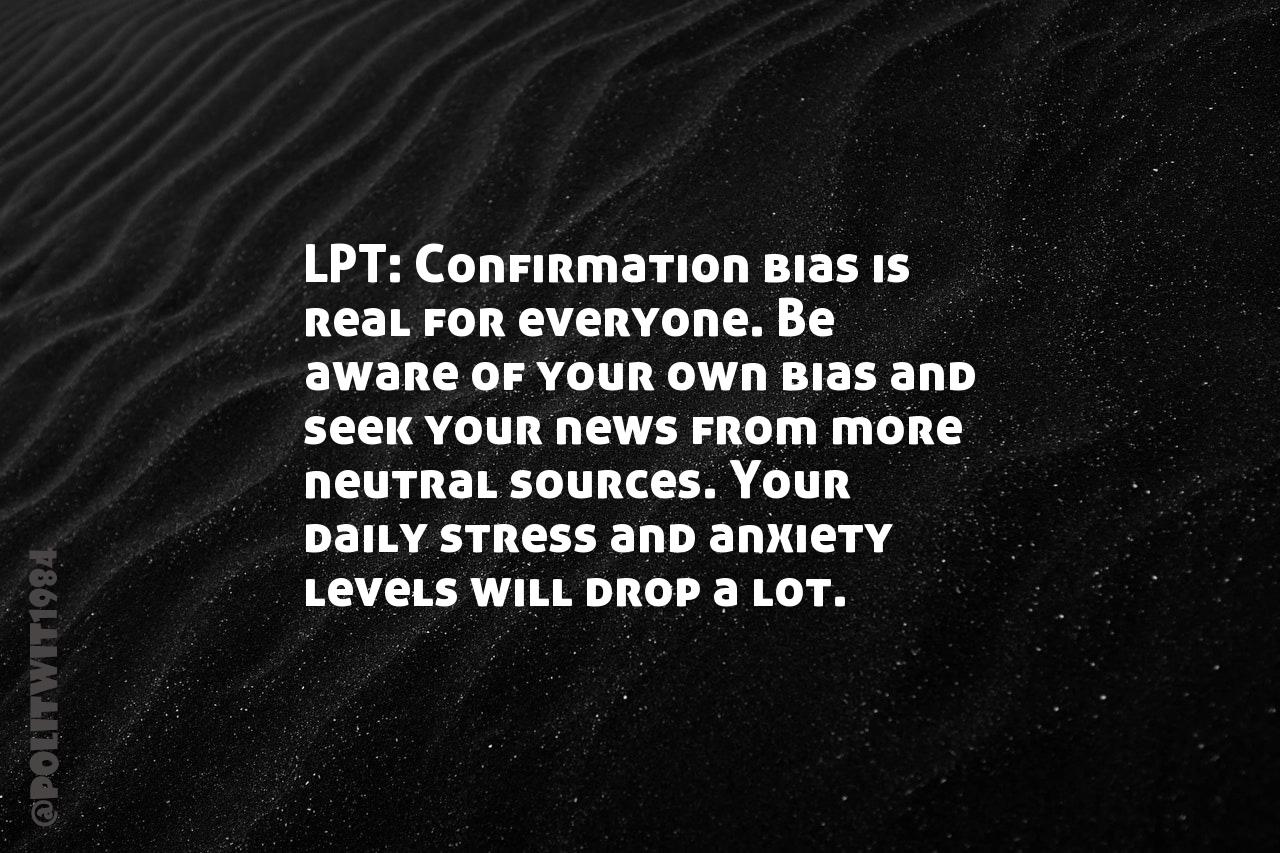 LPT: Confirmation bias is
real for everyone. Be
aware of your own bias and
seek your news from more
neutral sources. Your
daily stress and anxiety
levels will drop a lot.
@POLITWIT1984